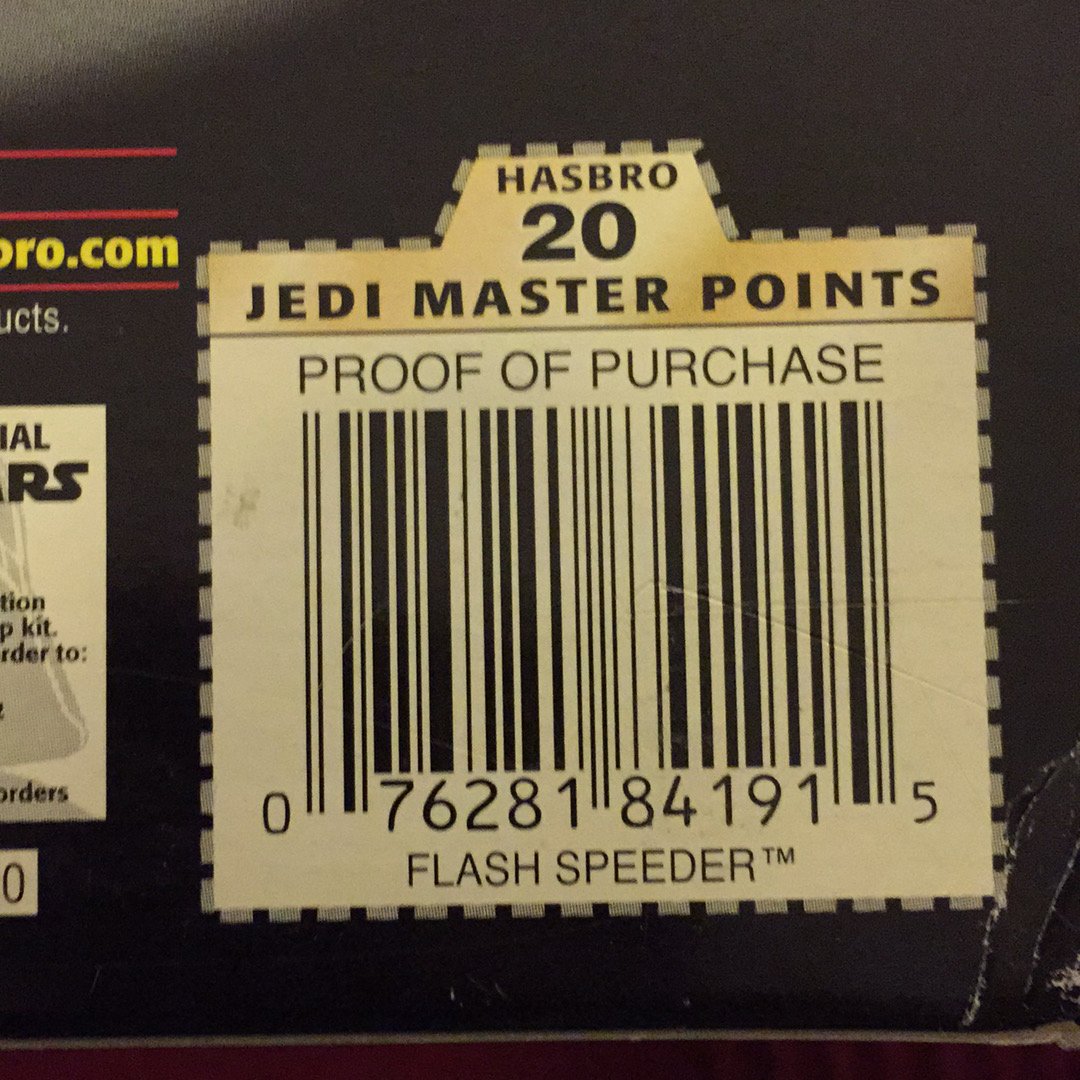 HASBRO
20
JEDI MASTER POINTS
PROOF OF PURCHASE
0 76281 84191 5
FLASH SPEEDER™
bro.com
ucts.
IAL
ARS
tion
p kit.
rder to:
orders
0